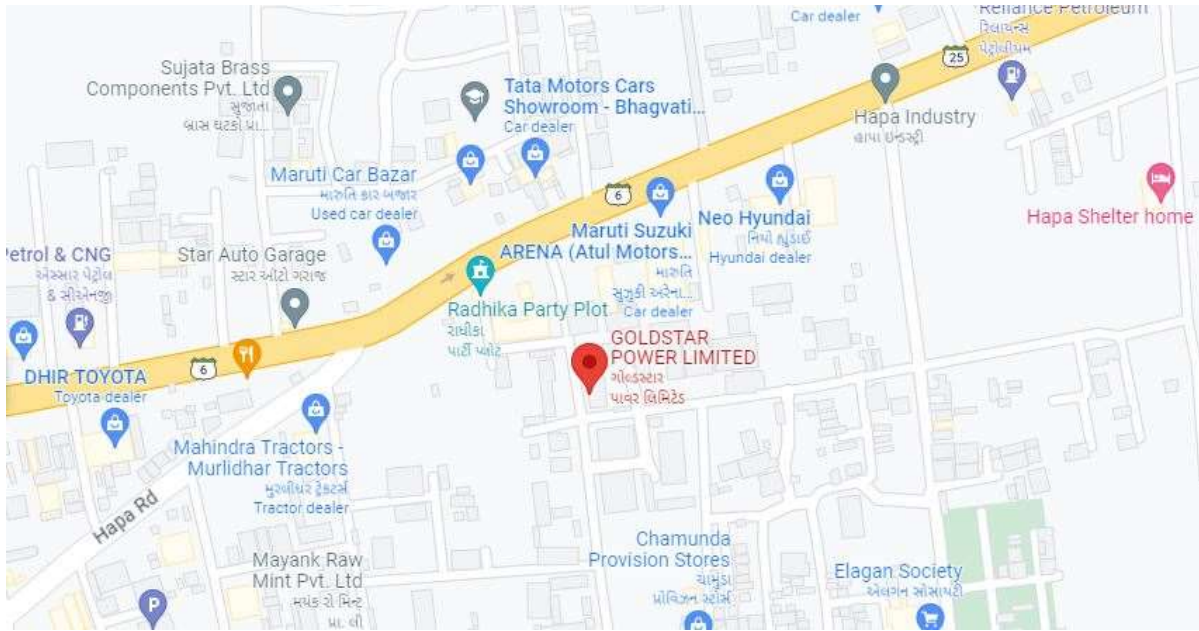 Reliance Petroleum
રિલાયન્સ
પેટ્રોલીયમ
Car dealer
25
Sujata Brass
Components Pvt. Ltd
સુજાતા
બ્રાસ ઘટકો પ્રા...
Tata Motors Cars
Showroom - Bhagvati...
Car dealer
Hapa Industry
હાપા ઇન્ડસ્ટ્રી
Maruti Car Bazar
મારુતિ કાર બજાર
Used car dealer
6
Hapa Shelter home
Maruti Suzuki
ARENA (Atul Motors...
મારુતિ
સુઝુકી અરેના...
Car dealer
Neo Hyundai
નિયો હ્યુંડાઈ
Hyundai dealer
Petrol & CNG
એસ્સાર પેટ્રોલ
& સીએનજી
Star Auto Garage
સ્ટાર ઑટો ગરાજ
Radhika Party Plot
રાધીકા
પાર્ટી પ્લોટ
GOLDSTAR
POWER LIMITED
ગોલ્ડસ્ટાર
પાવર લિમિટેડ
6
DHIR TOYOTA
Toyota dealer
Mahindra Tractors -
Murlidhar Tractors
મુરલીધર ટ્રેક્ટર્સ
Tractor dealer
Hapa Rd
Mayank Raw
Mint Pvt. Ltd
મયંક રો મિન્ટ
પ્રા. લી
Chamunda
Provision Stores
ચામુંડા
પ્રોવિઝન સ્ટોર્સ
Elagan Society
એલગન સોસાયટી
P